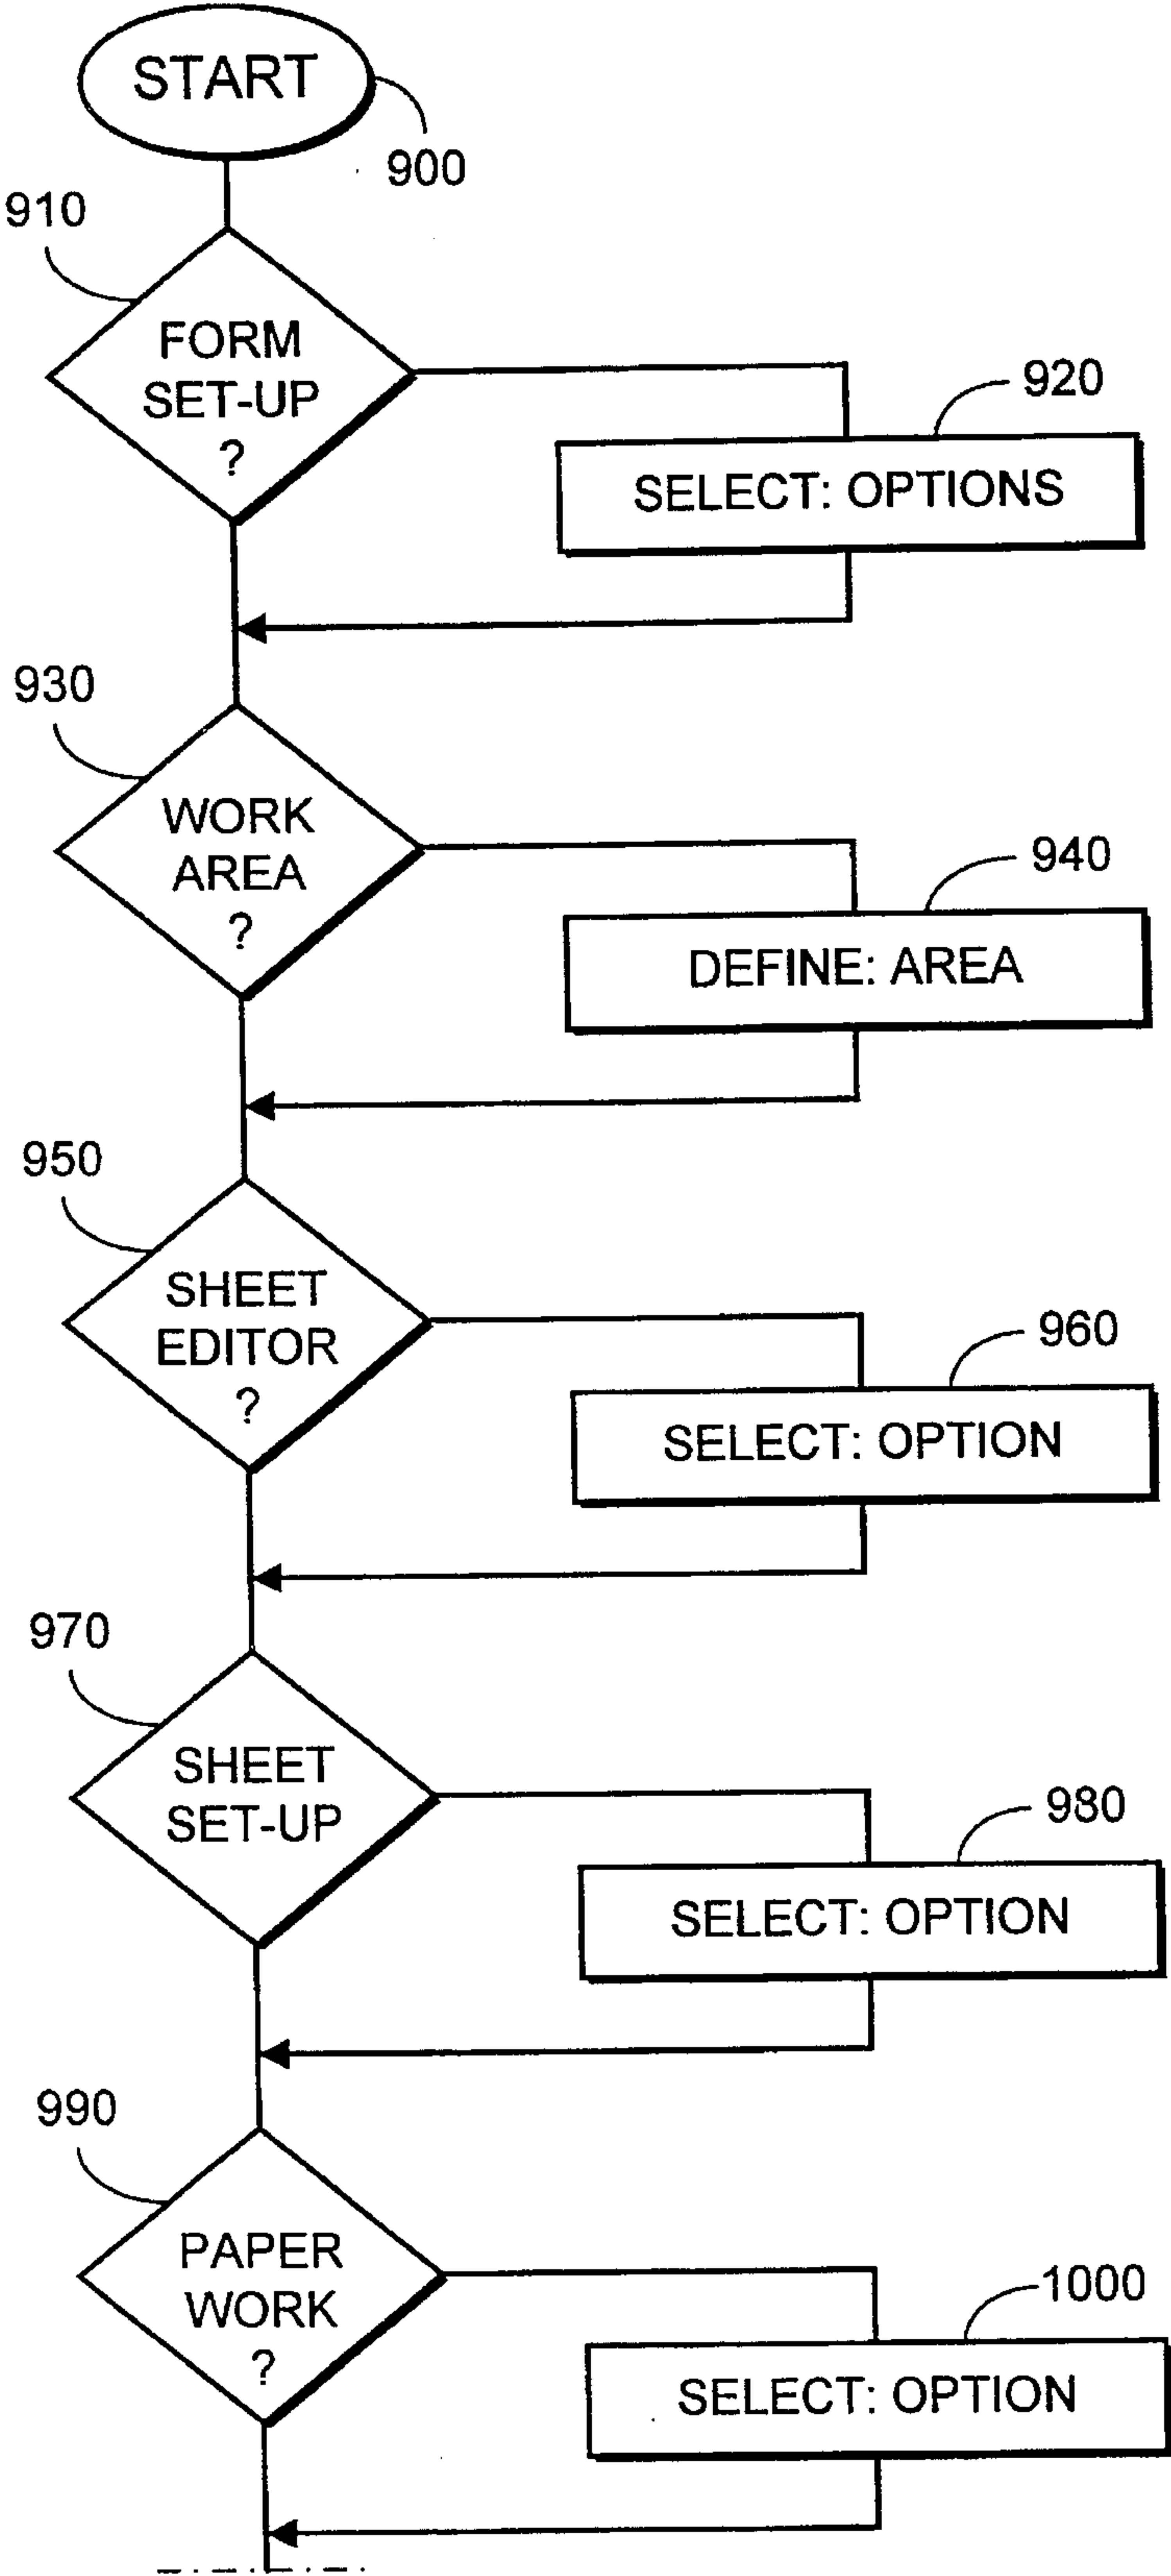 START
900
910
FORM
SET-UP
?
920
SELECT: OPTIONS
930
WORK
AREA
?
940
DEFINE: AREA
950
SHEET
EDITOR
?
960
SELECT: OPTION
970
SHEET
SET-UP
980
SELECT: OPTION
990
PAPER
WORK
?
1000
SELECT: OPTION